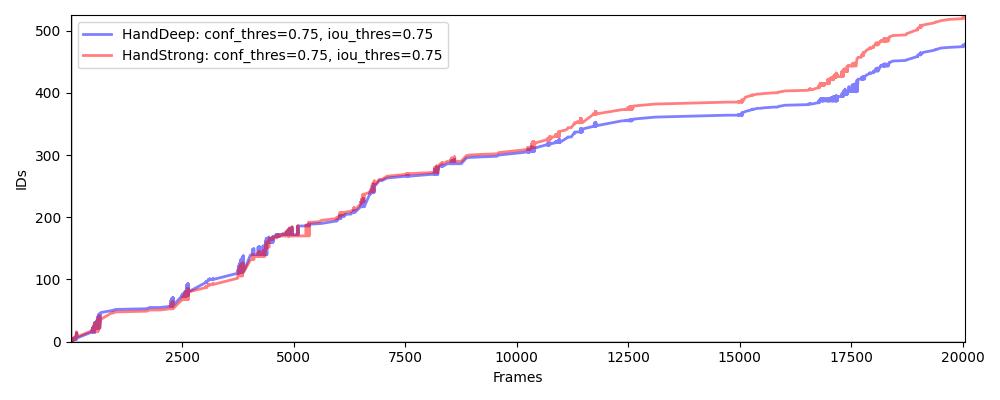 HandDeep: conf_thres=0.75, iou_thres=0.75
HandStrong: conf_thres=0.75, iou_thres=0.75
500
400
300
200
100
0
IDs
2500 5000 7500 10000 12500 15000 17500 20000
Frames